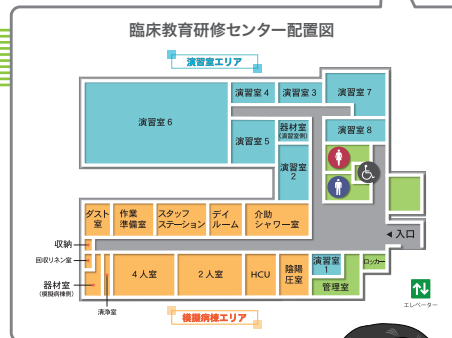 臨床教育研修センター配置図
演習室エリア
演習室 4
演習室 3
演習室 7
演習室 6
演習室 5
器材室
(演習室側)
演習室 8
演習室
2
ダスト
室
作業
準備室
スタッフ
ステーション
デイ
ルーム
介助
シャワー室
入口
収納
回収リネン室
器材室
(模擬病棟側)
清浄室
4 人室
2 人室
HCU
陰陽
圧室
演習室
1
ロッカー
管理室
エレベーター
模擬病棟エリア